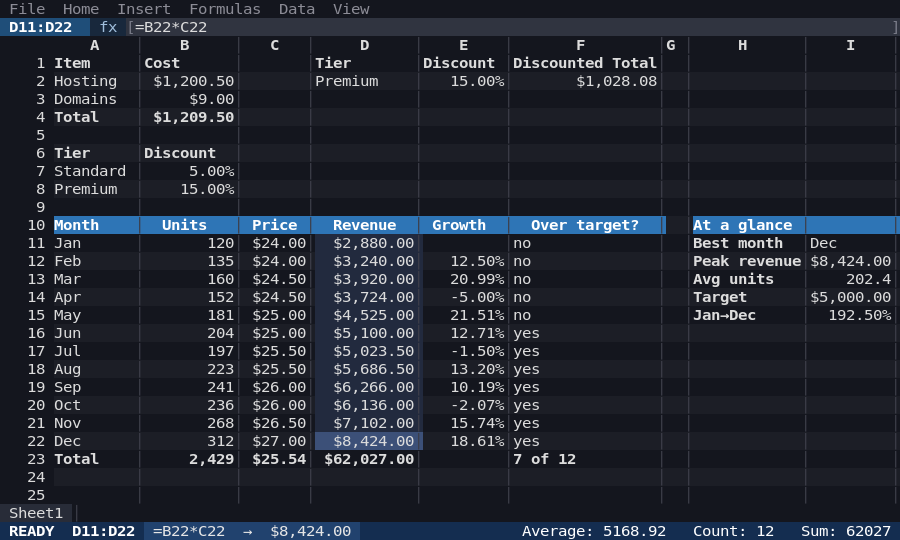 File Home Insert Formulas Data View
D11:D22 fx [=B22*C22 ]
A B C D E F G H I
1 Item Cost Tier Discount Discounted Total
2 Hosting $1,200.50 Premium 15.00% $1,028.08
3 Domains $9.00
4 Total $1,209.50
5
6 Tier Discount
7 Standard 5.00%
8 Premium 15.00%
9
10 Month Units Price Revenue Growth Over target? At a glance
11 Jan 120 $24.00 $2,880.00 no Best month Dec
12 Feb 135 $24.00 $3,240.00 12.50% no Peak revenue $8,424.00
13 Mar 160 $24.50 $3,920.00 20.99% no Avg units 202.4
14 Apr 152 $24.50 $3,724.00 -5.00% no Target $5,000.00
15 May 181 $25.00 $4,525.00 21.51% no Jan→Dec 192.50%
16 Jun 204 $25.00 $5,100.00 12.71% yes
17 Jul 197 $25.50 $5,023.50 -1.50% yes
18 Aug 223 $25.50 $5,686.50 13.20% yes
19 Sep 241 $26.00 $6,266.00 10.19% yes
20 Oct 236 $26.00 $6,136.00 -2.07% yes
21 Nov 268 $26.50 $7,102.00 15.74% yes
22 Dec 312 $27.00 $8,424.00 18.61% yes
23 Total 2,429 $25.54 $62,027.00 7 of 12
24
25
Sheet1
READY D11:D22 =B22*C22 → $8,424.00 Average: 5168.92 Count: 12 Sum: 62027